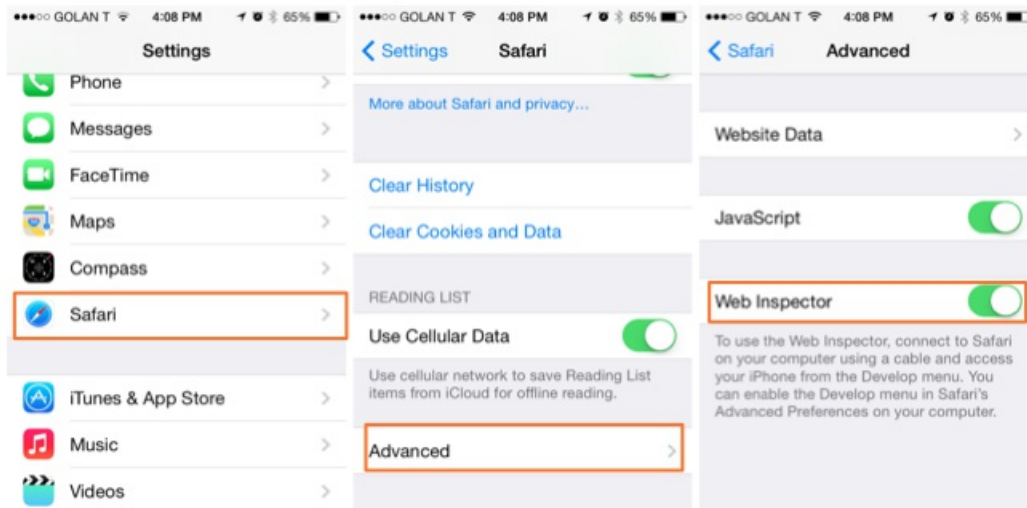 GOLAN T 4:08 PM 65%
Settings
Phone
Messages
FaceTime
Maps
Compass
Safari
iTunes & App Store
Music
Videos
GOLAN T 4:08 PM 65%
Settings Safari
More about Safari and privacy...
Clear History
Clear Cookies and Data
READING LIST
Use Cellular Data
Use cellular network to save Reading List
items from iCloud for offline reading.
Advanced
GOLAN T 4:08 PM 65%
Safari Advanced
Website Data
JavaScript
Web Inspector
To use the Web Inspector, connect to Safari
on your computer using a cable and access
your iPhone from the Develop menu. You
can enable the Develop menu in Safari's
Advanced Preferences on your computer.